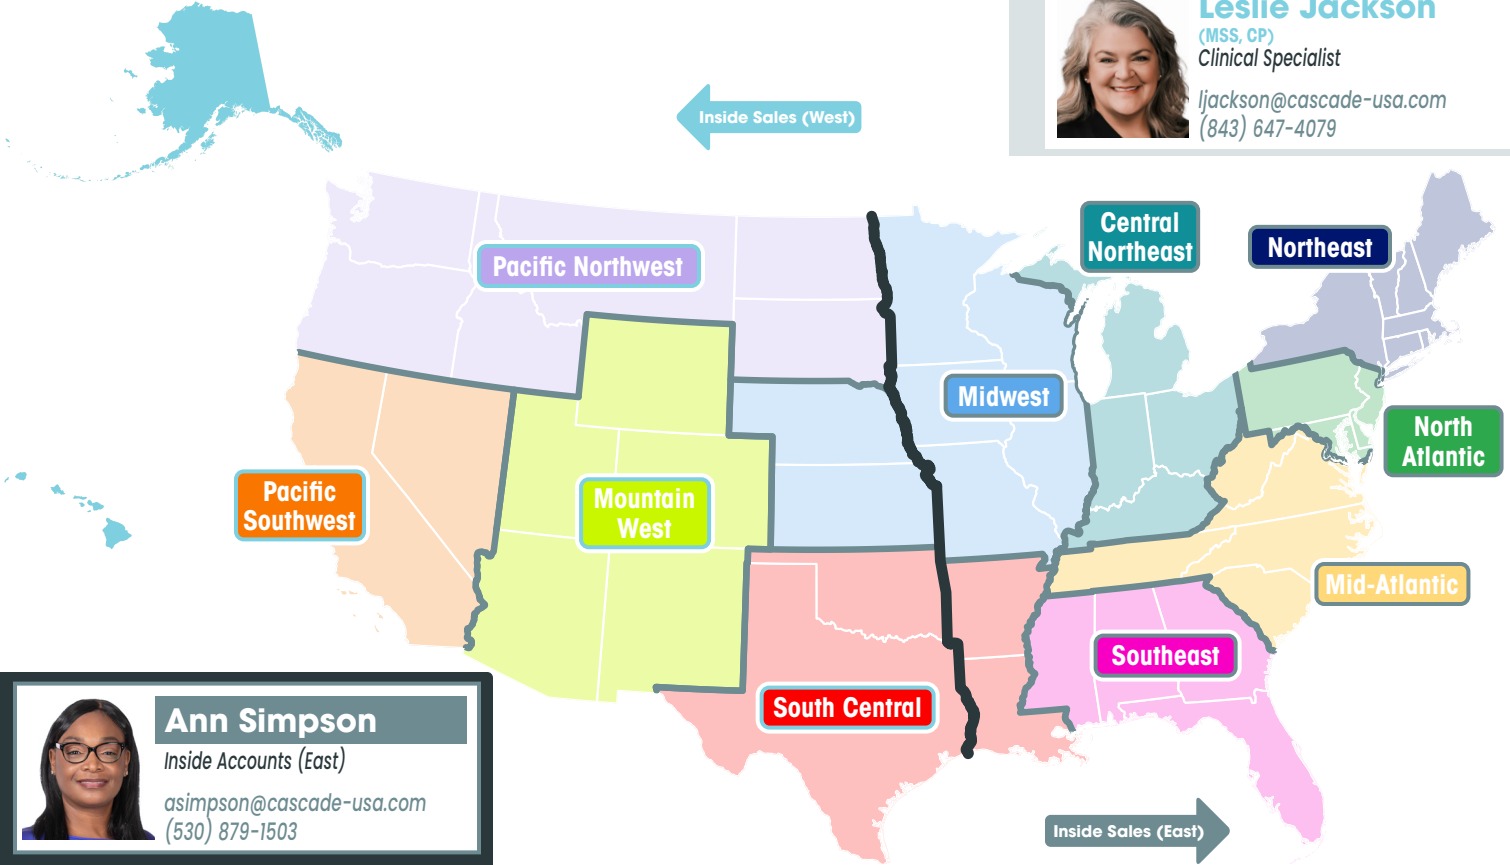 Leslie Jackson
(MSS, CP)
Clinical Specialist
ljackson@cascade-usa.com
(843) 647-4079
Inside Sales (West)
Central
Northeast
Northeast
Pacific Northwest
Midwest
North
Atlantic
Pacific
Southwest
Mountain
West
Mid-Atlantic
Southeast
South Central
Ann Simpson
Inside Accounts (East)
asimpson@cascade-usa.com
(530) 879-1503
Inside Sales (East)